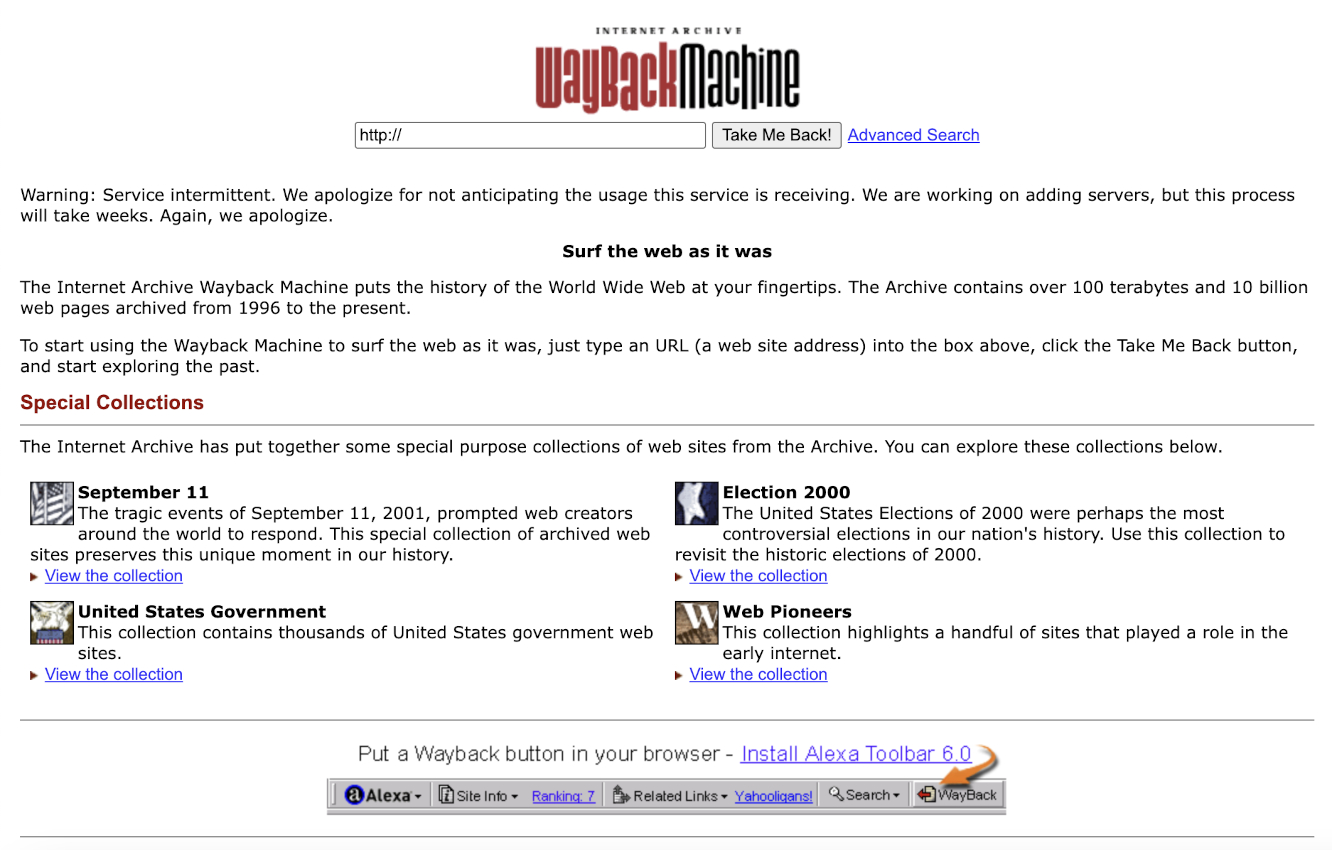 INTERNET ARCHIVE
WayBackMachine
http:// Take Me Back! Advanced Search
Warning: Service intermittent. We apologize for not anticipating the usage this service is receiving. We are working on adding servers, but this process
will take weeks. Again, we apologize.
Surf the web as it was
The Internet Archive Wayback Machine puts the history of the World Wide Web at your fingertips. The Archive contains over 100 terabytes and 10 billion
web pages archived from 1996 to the present.
To start using the Wayback Machine to surf the web as it was, just type an URL (a web site address) into the box above, click the Take Me Back button,
and start exploring the past.
Special Collections
The Internet Archive has put together some special purpose collections of web sites from the Archive. You can explore these collections below.
September 11
The tragic events of September 11, 2001, prompted web creators
around the world to respond. This special collection of archived web
sites preserves this unique moment in our history.
View the collection
Election 2000
The United States Elections of 2000 were perhaps the most
controversial elections in our nation's history. Use this collection to
revisit the historic elections of 2000.
View the collection
United States Government
This collection contains thousands of United States government web
sites.
View the collection
W
Web Pioneers
This collection highlights a handful of sites that played a role in the
early internet.
View the collection
Put a Wayback button in your browser - Install Alexa Toolbar 6.0
a Alexa Site Info Ranking: 7 Related Links Yahooligans! Search WayBack